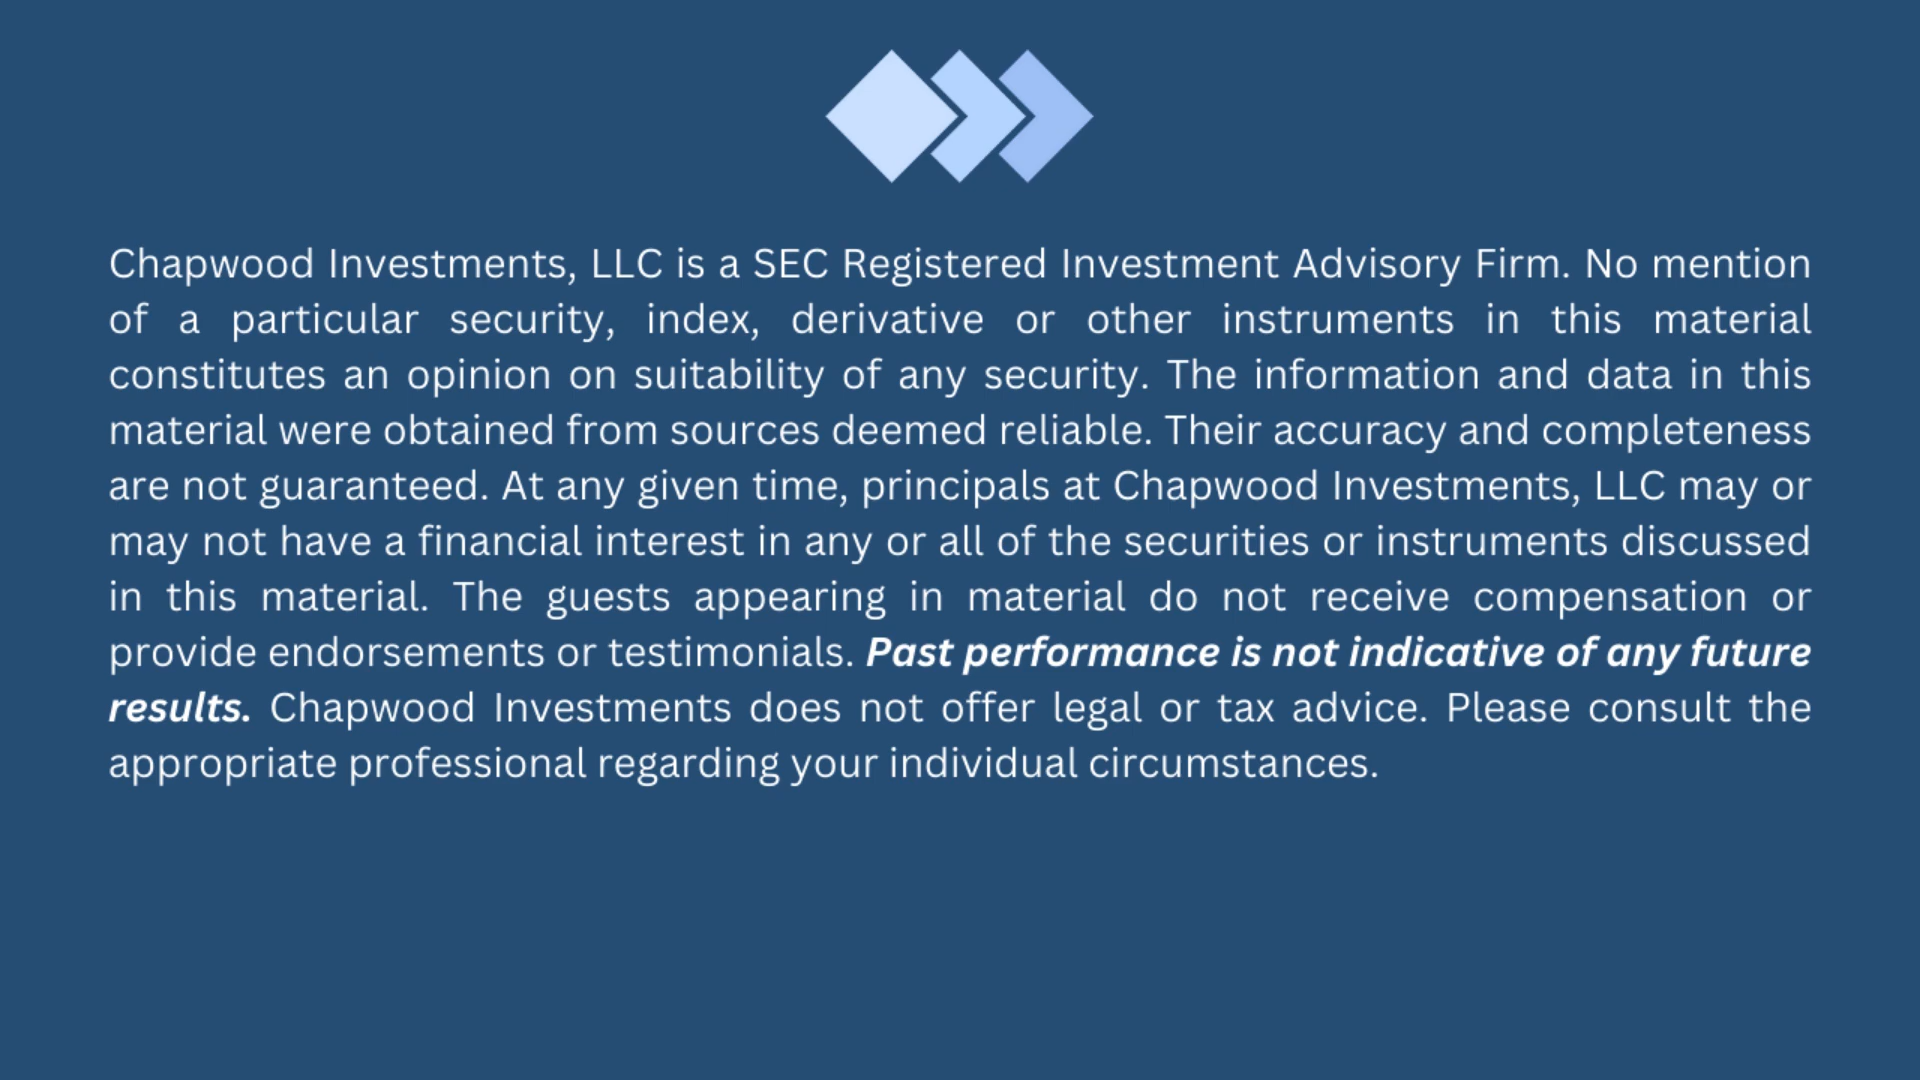 Chapwood Investments, LLC is a SEC Registered Investment Advisory Firm. No mention
of a particular security, index, derivative or other instruments in this material
constitutes an opinion on suitability of any security. The information and data in this
material were obtained from sources deemed reliable. Their accuracy and completeness
are not guaranteed. At any given time, principals at Chapwood Investments, LLC may or
may not have a financial interest in any or all of the securities or instruments discussed
in this material. The guests appearing in material do not receive compensation or
provide endorsements or testimonials. Past performance is not indicative of any future
results. Chapwood Investments does not offer legal or tax advice. Please consult the
appropriate professional regarding your individual circumstances.